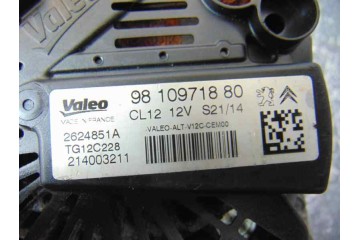 Valeo
MADE IN FRANCE
2624851A
TG12C228
214003211
98 109718 80
CL12 12V S21/14
VALEO-ALT-V12C-CEM00